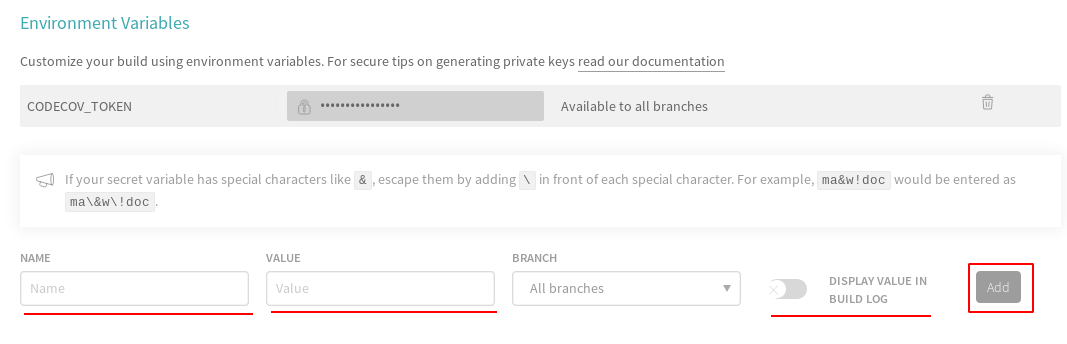 Environment Variables
Customize your build using environment variables. For secure tips on generating private keys read our documentation
CODECOV_TOKEN •••••••••••••••• Available to all branches
If your secret variable has special characters like & , escape them by adding \ in front of each special character. For example, ma&w!doc would be entered as
ma\&w\!doc .
NAME VALUE BRANCH
Name Value All branches DISPLAY VALUE IN
BUILD LOG Add